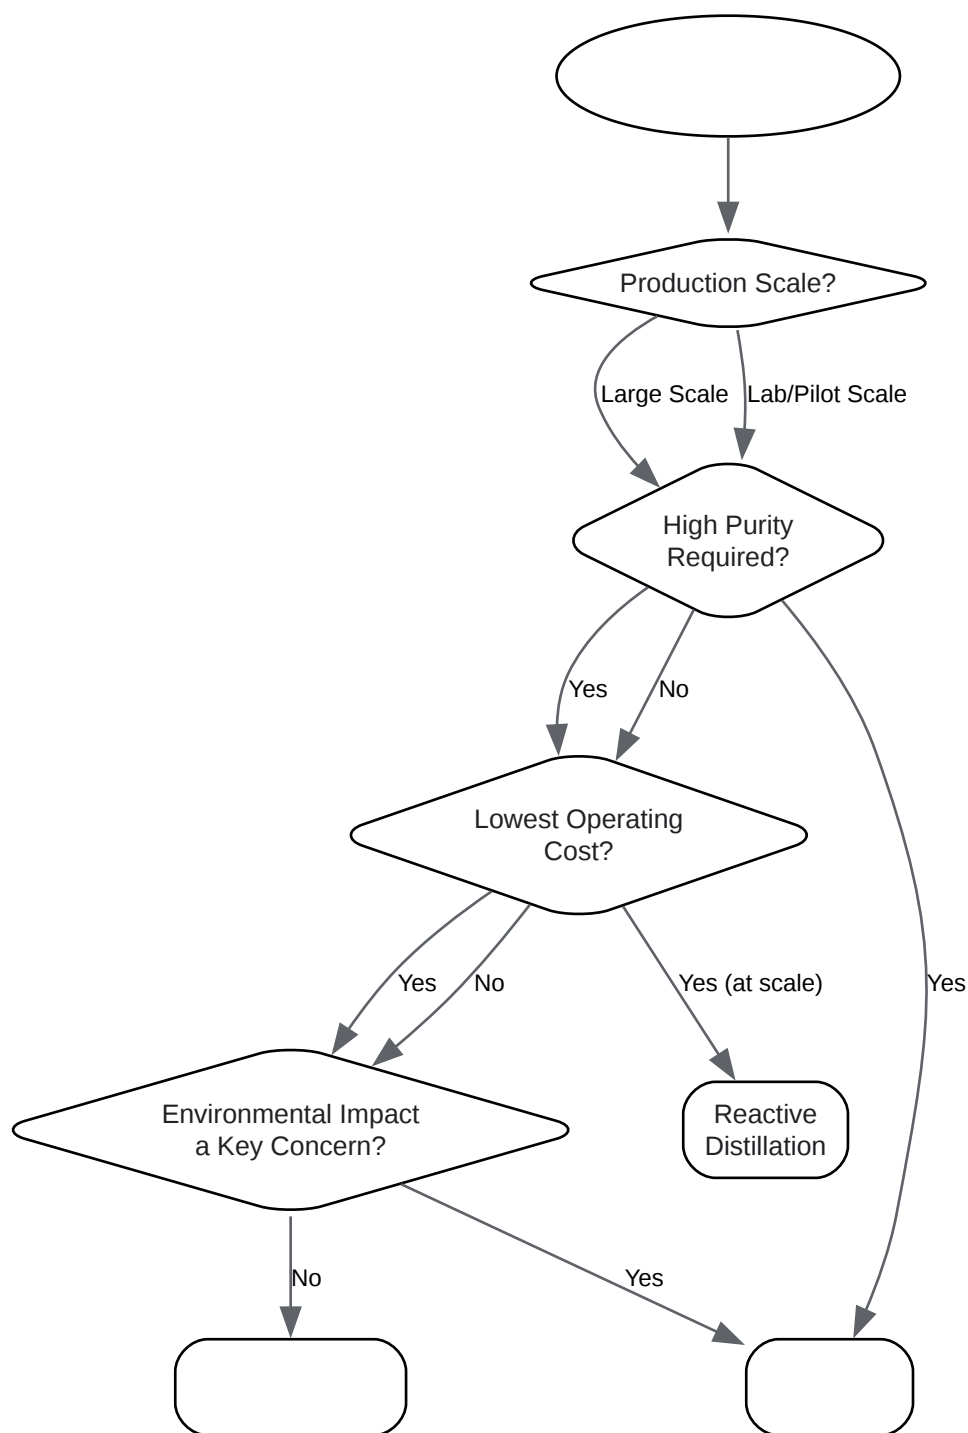 Production Scale?
Large Scale
Lab/Pilot Scale
High Purity
Required?
Yes
No
Lowest Operating
Cost?
Yes
No
Yes (at scale)
Yes
Environmental Impact
a Key Concern?
Reactive
Distillation
No
Yes